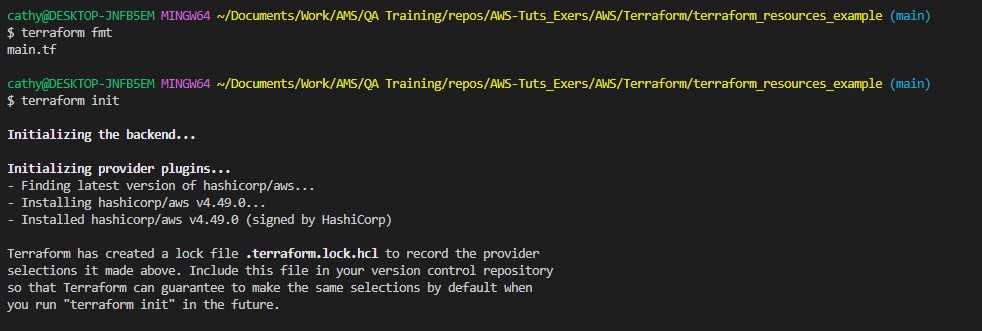 cathy@DESKTOP-JNFB5EM MINGW64 ~/Documents/Work/AMS/QA Training/repos/AWS-Tuts_Exers/AWS/Terraform/terraform_resources_example (main)
$ terraform fmt
main.tf
cathy@DESKTOP-JNFB5EM MINGW64 ~/Documents/Work/AMS/QA Training/repos/AWS-Tuts_Exers/AWS/Terraform/terraform_resources_example (main)
$ terraform init
Initializing the backend...
Initializing provider plugins...
- Finding latest version of hashicorp/aws...
- Installing hashicorp/aws v4.49.0...
- Installed hashicorp/aws v4.49.0 (signed by HashiCorp)
Terraform has created a lock file .terraform.lock.hcl to record the provider
selections it made above. Include this file in your version control repository
so that Terraform can guarantee to make the same selections by default when
you run "terraform init" in the future.